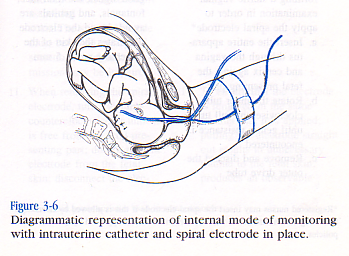 Figure 3-6
Diagrammatic representation of internal mode of monitoring
with intrauterine catheter and spiral electrode in place.